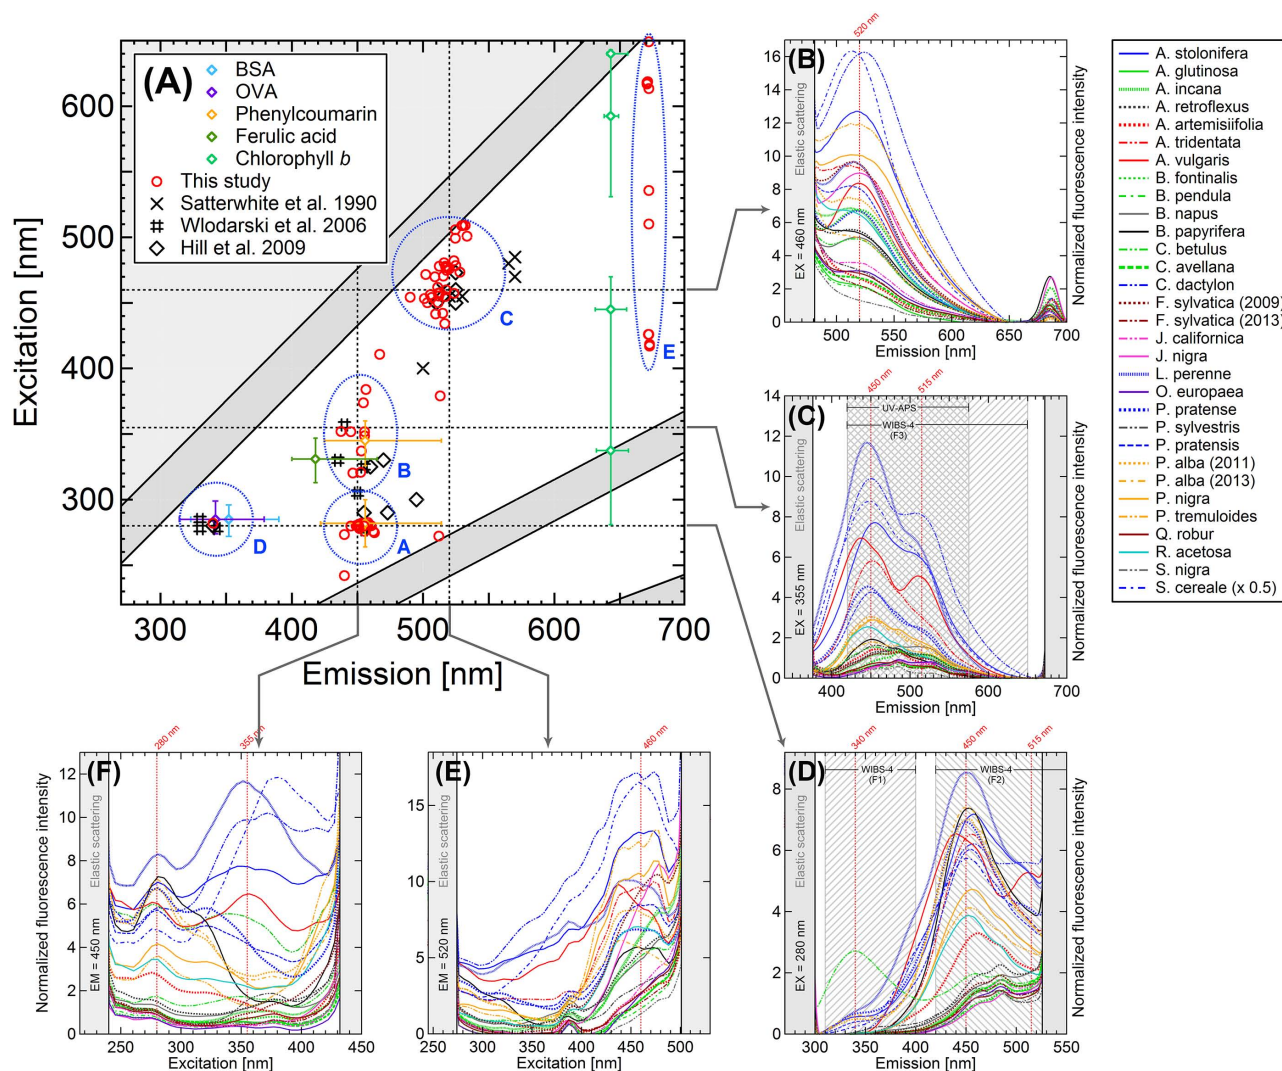 (A)
BSA
OVA
Phenylcoumarin
Ferulic acid
Chlorophyll b
This study
Satterwhite et al. 1990
Wlodarski et al. 2006
Hill et al. 2009
Excitation [nm]
600
500
400
300
300
400
500
600
700
Emission [nm]
A
B
C
D
E
520 nm
(B)
Elastic scattering
EX = 460 nm
16
14
12
10
8
6
4
2
0
500
550
600
650
700
Emission [nm]
Normalized fluorescence intensity
450 nm
515 nm
(C)
UV-APS
WIBS-4
(F3)
Elastic scattering
EX = 355 nm
14
12
10
8
6
4
2
0
400
500
600
700
Emission [nm]
Normalized fluorescence intensity
340 nm
450 nm
515 nm
(D)
WIBS-4
(F1)
WIBS-4
(F2)
Elastic scattering
EX = 280 nm
8
6
4
2
0
300
350
400
450
500
550
Emission [nm]
Normalized fluorescence intensity
460 nm
(E)
Elastic scattering
EM = 520 nm
15
10
5
0
250
300
350
400
450
500
Excitation [nm]
280 nm
355 nm
(F)
Elastic scattering
EM = 450 nm
Normalized fluorescence intensity
12
10
8
6
4
2
0
250
300
350
400
450
Excitation [nm]
A. stolonifera
A. glutinosa
A. incana
A. retroflexus
A. artemisiifolia
A. tridentata
A. vulgaris
B. fontinalis
B. pendula
B. napus
B. papyrifera
C. betulus
C. avellana
C. dactylon
F. sylvatica (2009)
F. sylvatica (2013)
J. californica
J. nigra
L. perenne
O. europaea
P. pratense
P. sylvestris
P. pratensis
P. alba (2011)
P. alba (2013)
P. nigra
P. tremuloides
Q. robur
R. acetosa
S. nigra
S. cereale (x 0.5)